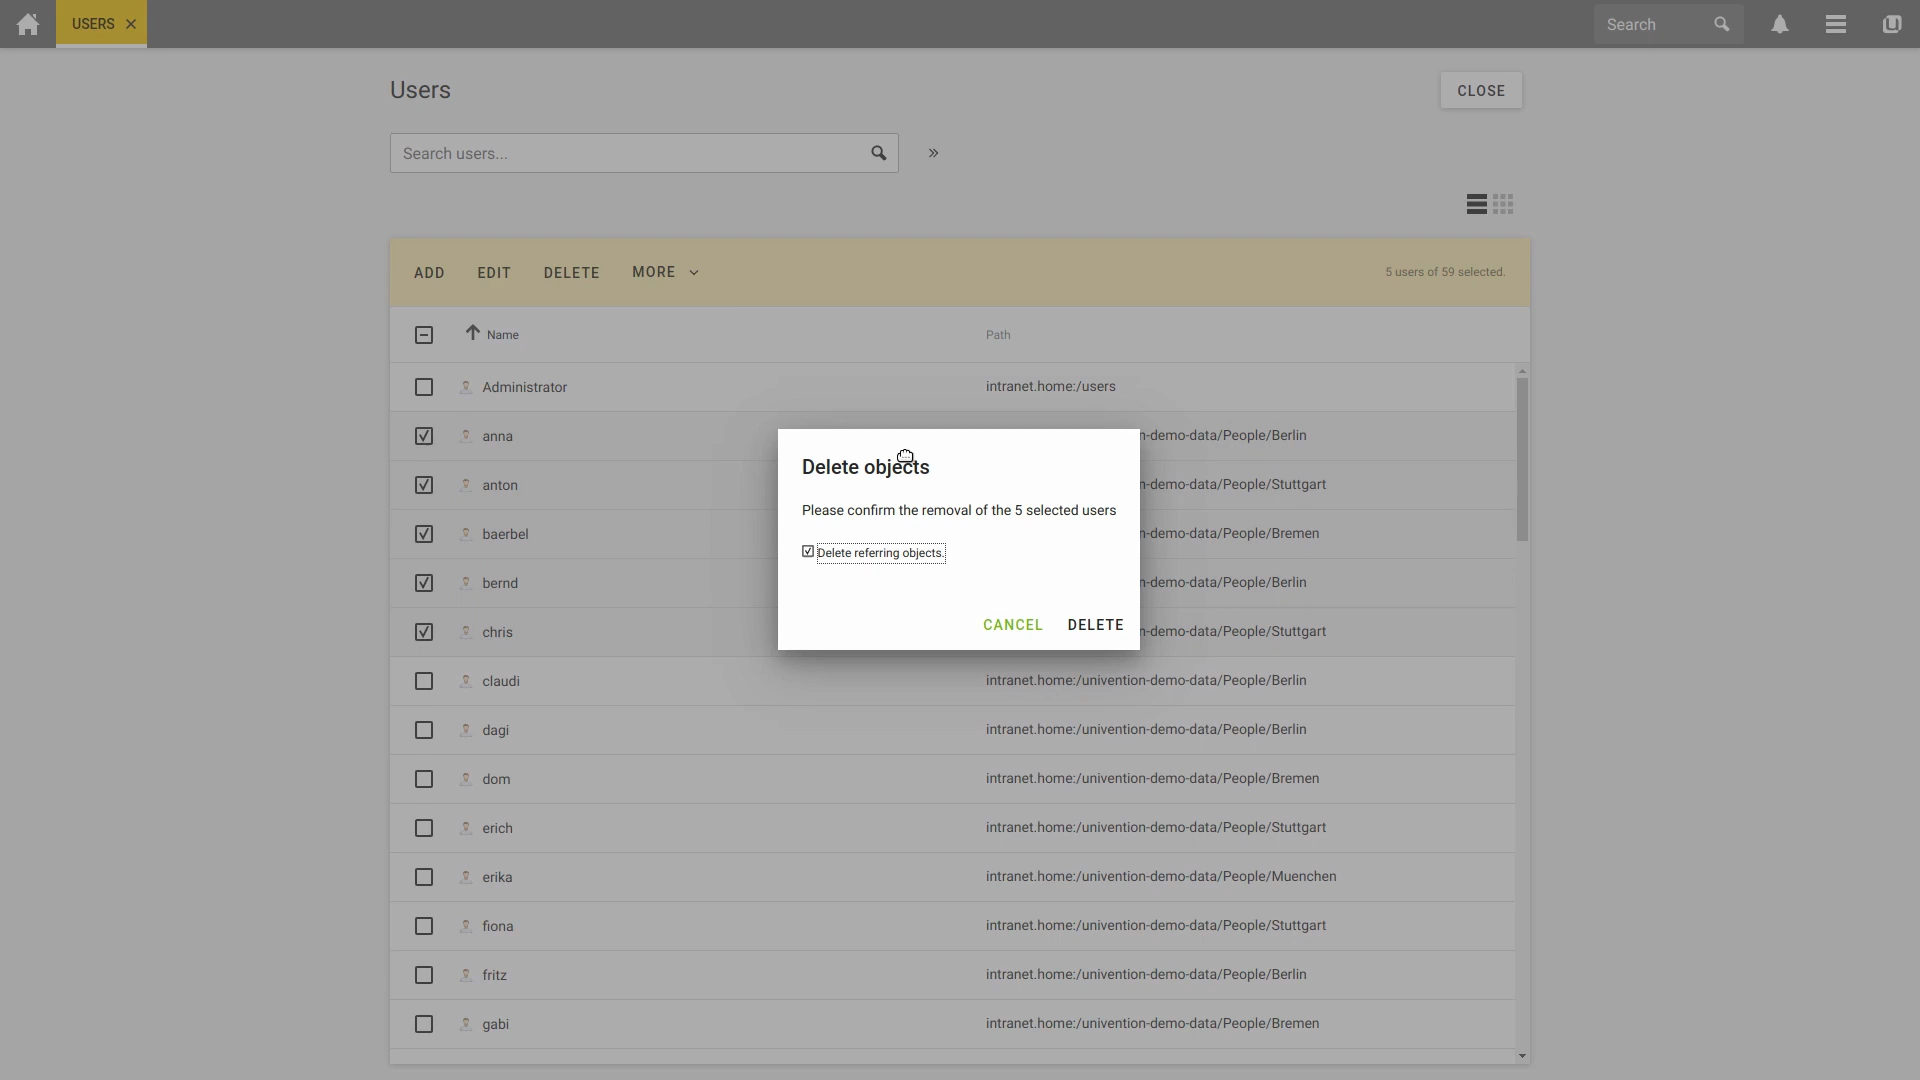 USERS
Search
Users
CLOSE
Search users...
ADD EDIT DELETE MORE 5 users of 59 selected.
Name Path
Administrator intranet.home:/users
anna n-demo-data/People/Berlin
anton n-demo-data/People/Stuttgart
baerbel n-demo-data/People/Bremen
bernd n-demo-data/People/Berlin
chris n-demo-data/People/Stuttgart
Delete objects
Please confirm the removal of the 5 selected users
Delete referring objects.
CANCEL DELETE
claudi intranet.home:/univention-demo-data/People/Berlin
dagi intranet.home:/univention-demo-data/People/Berlin
dom intranet.home:/univention-demo-data/People/Bremen
erich intranet.home:/univention-demo-data/People/Stuttgart
erika intranet.home:/univention-demo-data/People/Muenchen
fiona intranet.home:/univention-demo-data/People/Stuttgart
fritz intranet.home:/univention-demo-data/People/Berlin
gabi intranet.home:/univention-demo-data/People/Bremen